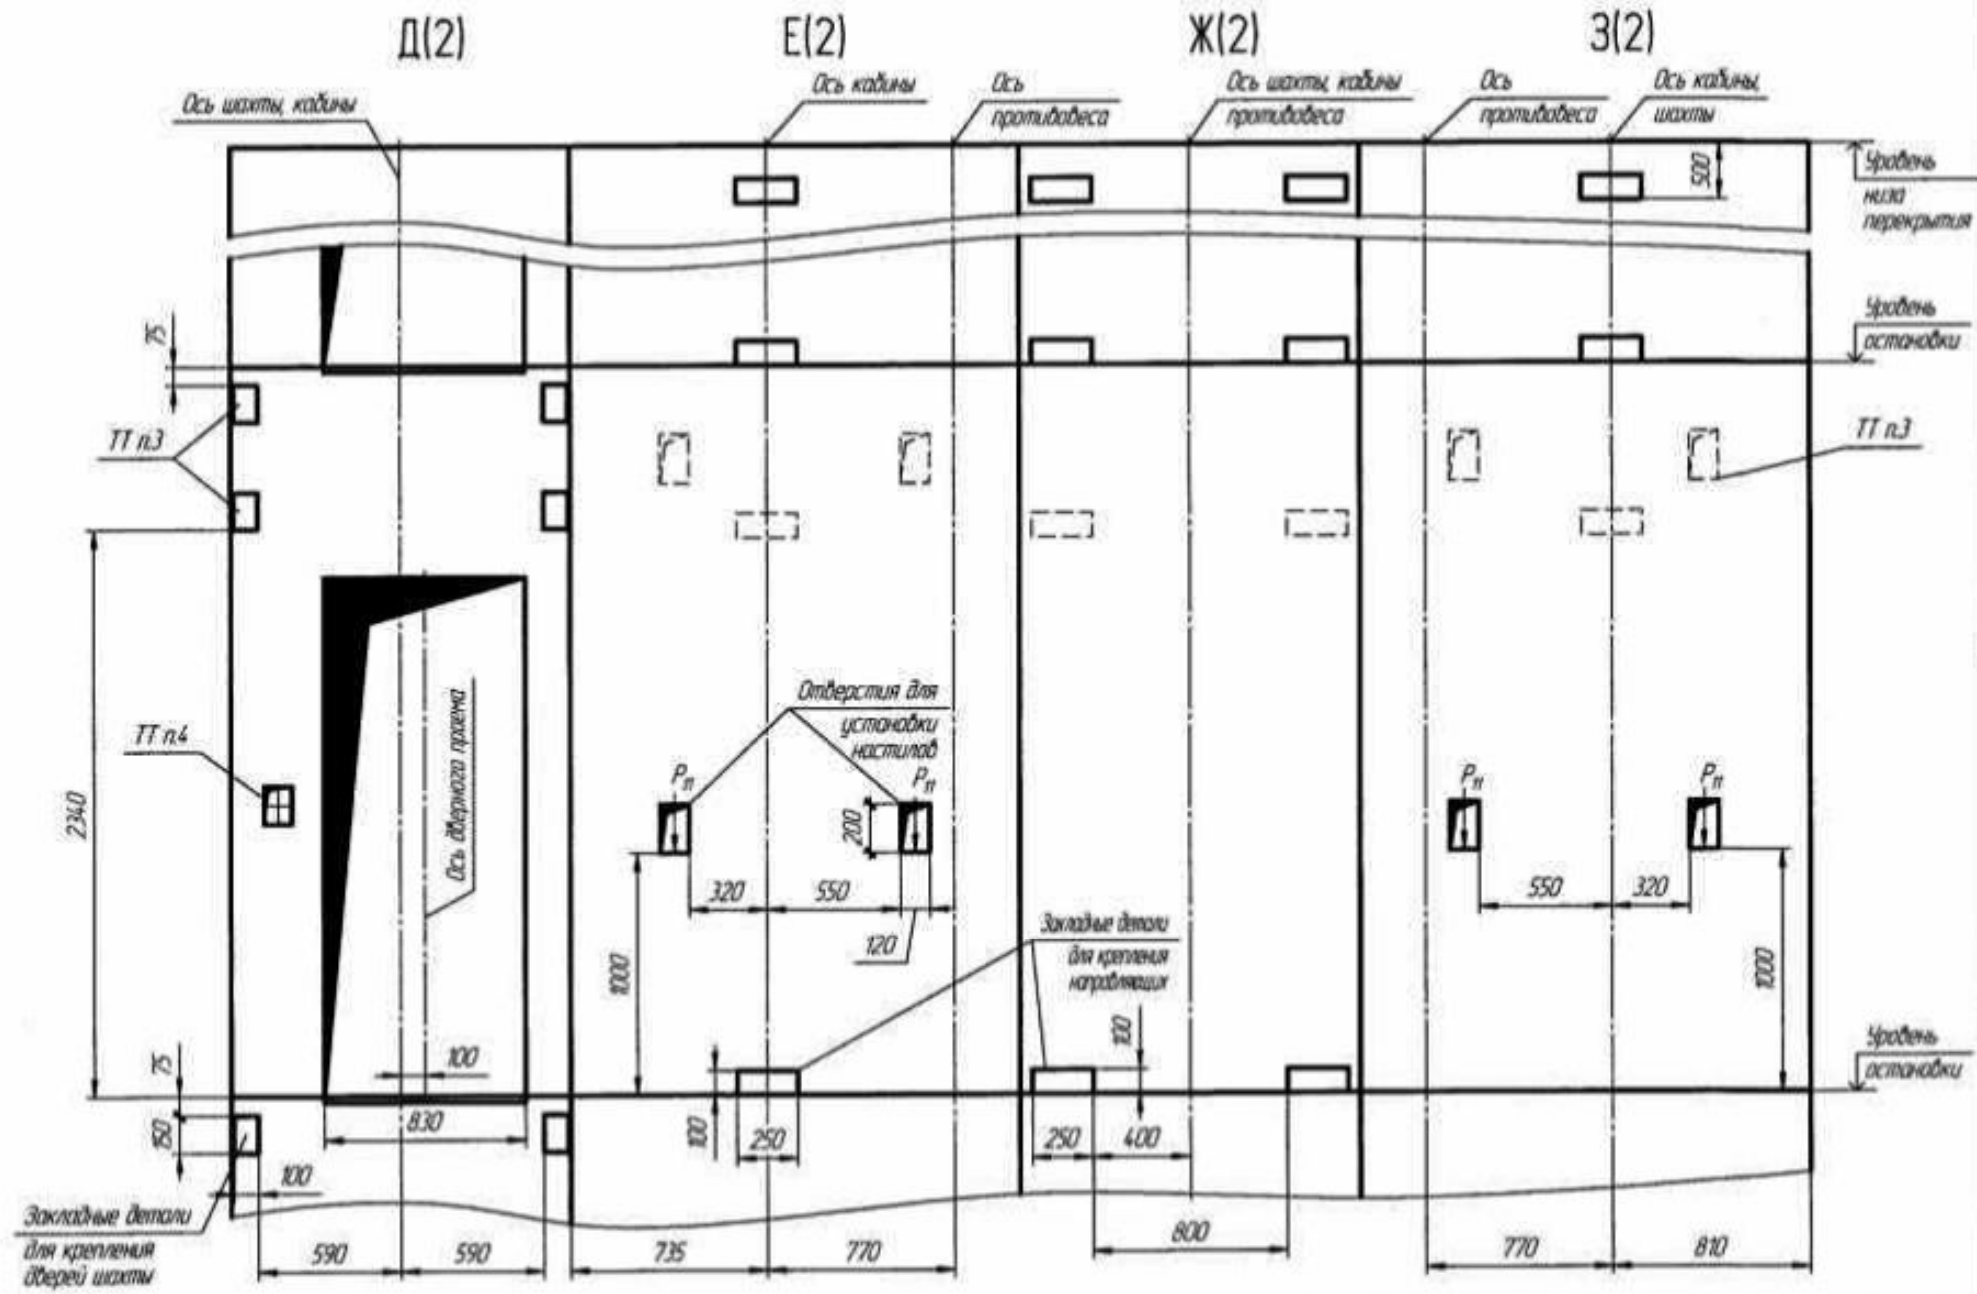 Д(2)
Е(2)
Ж(2)
З(2)
Ось шахты, кабины
Ось кабины
Ось
противовеса
Ось шахты, кабины
противовеса
Ось
противовеса
Ось кабины,
шахты
500
Уровень
низа
перекрытия
75
Уровень
остановки
ТТ п.3
ТТ п.3
2340
Ось дверного проема
ТТ п.4
Отверстия для
установки
настилов
P11
P11
P11
P11
200
320
550
120
550
320
1000
1000
Закладные детали
для крепления
направляющих
100
75
100
Уровень
остановки
150
830
100
250
250
400
100
Закладные детали
для крепления
дверей шахты
590
590
735
770
800
770
810